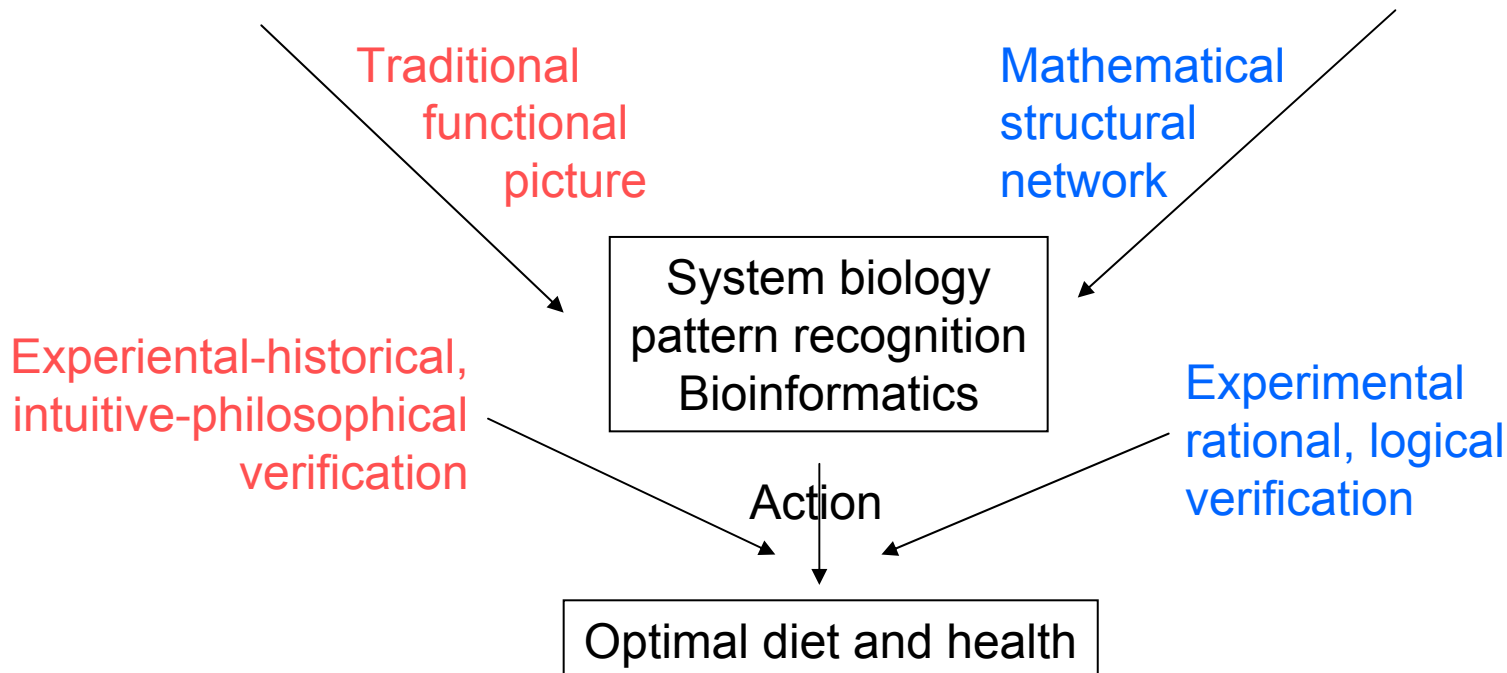 Traditional
functional
picture
Mathematical
structural
network
System biology
pattern recognition
Bioinformatics
Experiental-historical,
intuitive-philosophical
verification
Experimental
rational, logical
verification
Action
Optimal diet and health